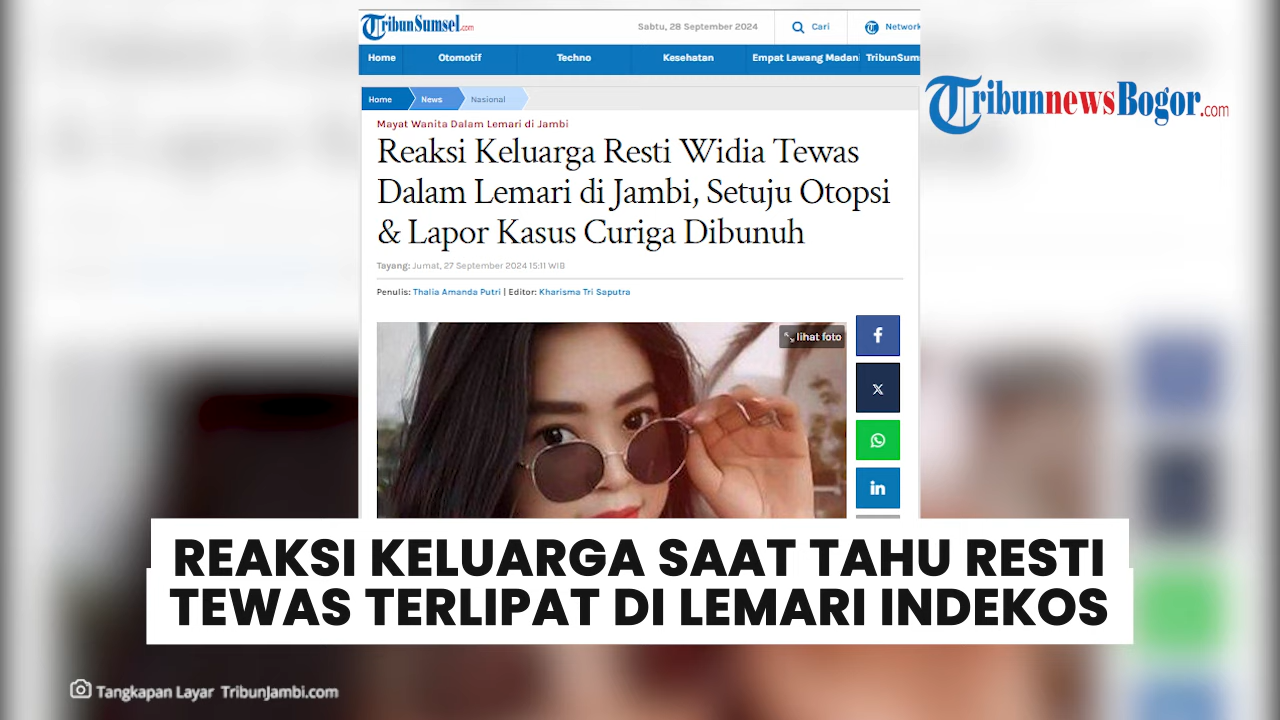 TribunSumsel.com
Sabtu, 28 September 2024
Cari
Network
Home Otomotif Techno Kesehatan Empat Lawang Madani TribunSum
TribunnewsBogor.com
Home News Nasional
Mayat Wanita Dalam Lemari di Jambi
Reaksi Keluarga Resti Widia Tewas
Dalam Lemari di Jambi, Setuju Otopsi
& Lapor Kasus Curiga Dibunuh
Tayang: Jumat, 27 September 2024 15:11 WIB
Penulis: Thalia Amanda Putri | Editor: Kharisma Tri Saputra
lihat foto
REAKSI KELUARGA SAAT TAHU RESTI
TEWAS TERLIPAT DI LEMARI INDEKOS
Tangkapan Layar TribunJambi.com